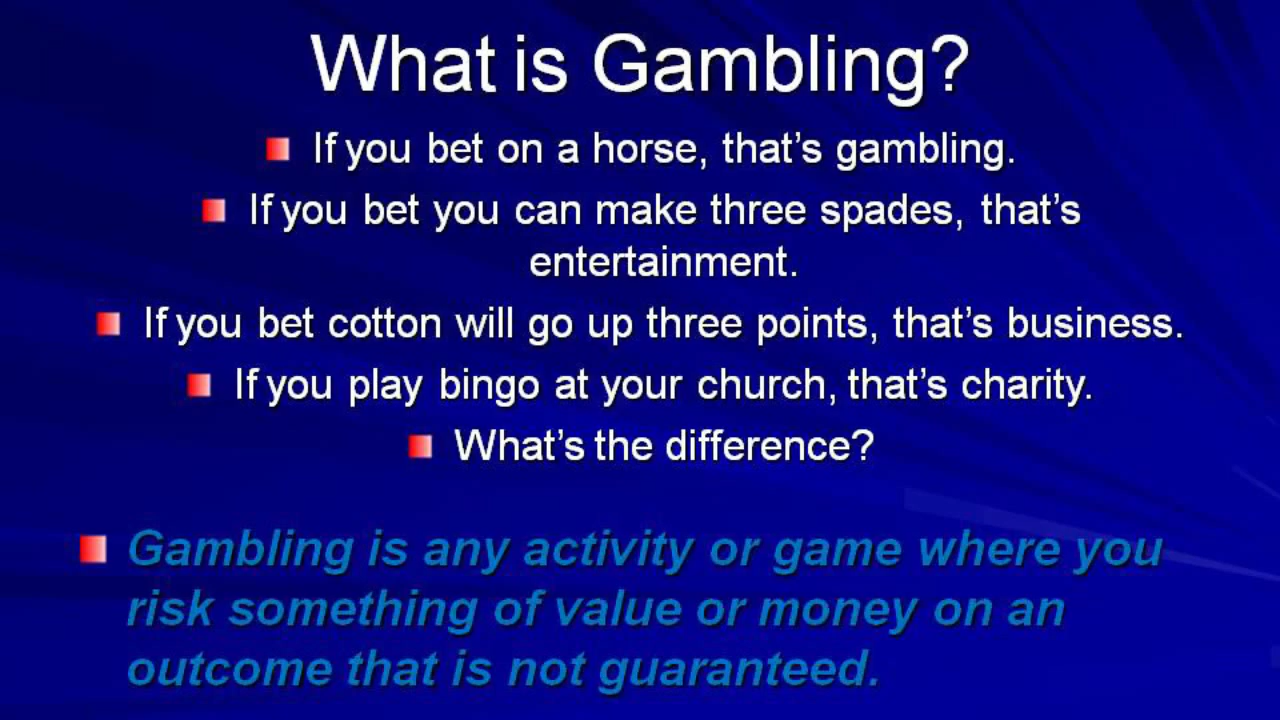 What is Gambling?
If you bet on a horse, that’s gambling.
If you bet you can make three spades, that’s
entertainment.
If you bet cotton will go up three points, that’s business.
If you play bingo at your church, that’s charity.
What’s the difference?
Gambling is any activity or game where you
risk something of value or money on an
outcome that is not guaranteed.